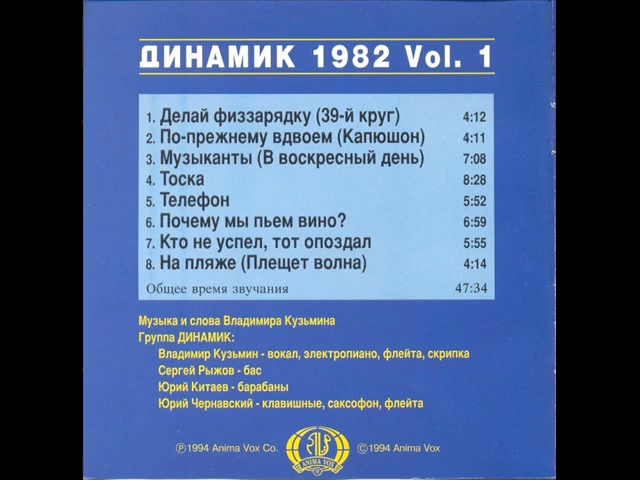 ДИНАМИК 1982 Vol. 1
1. Делай физзарядку (39-й круг) 4:12
2. По-прежнему вдвоем (Капюшон) 4:11
3. Музыканты (В воскресный день) 7:08
4. Тоска 8:28
5. Телефон 5:52
6. Почему мы пьем вино? 6:59
7. Кто не успел, тот опоздал 5:55
8. На пляже (Плещет волна) 4:14
Общее время звучания 47:34
Музыка и слова Владимира Кузьмина
Группа ДИНАМИК:
Владимир Кузьмин - вокал, электропиано, флейта, скрипка
Сергей Рыжов - бас
Юрий Китаев - барабаны
Юрий Чернавский - клавишные, саксофон, флейта
℗ 1994 Anima Vox Co. ANIMA VOX © 1994 Anima Vox